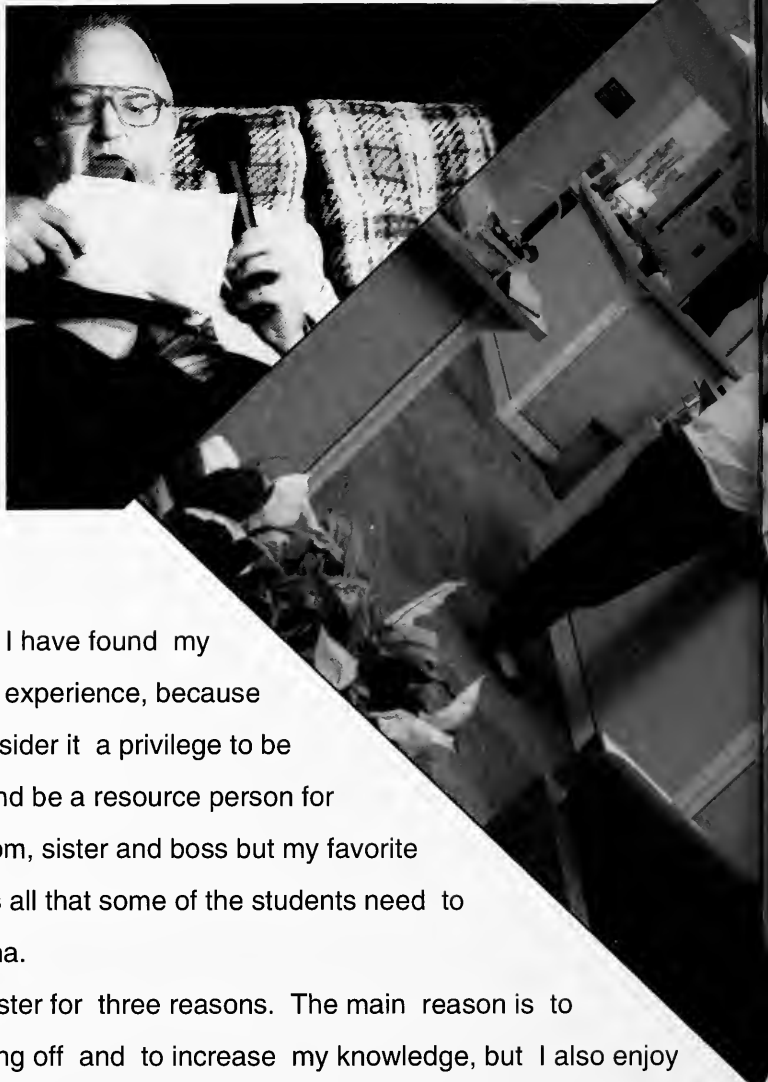 I have found my
experience, because
sider it a privilege to be
nd be a resource person for
om, sister and boss but my favorite
s all that some of the students need to
na.
ster for three reasons. The main reason is to
ng off and to increase my knowledge, but I also enjoy